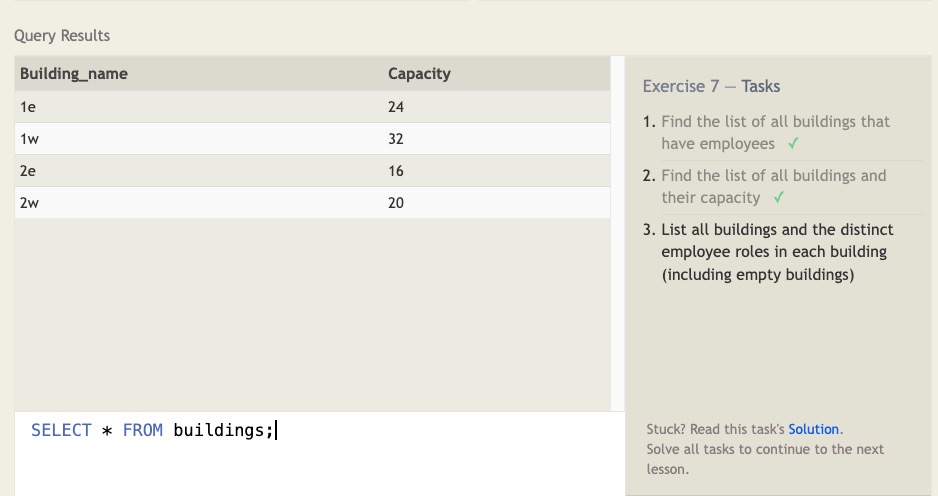 Query Results
Building_name Capacity
1e 24
1w 32
2e 16
2w 20
SELECT * FROM buildings;
Exercise 7 — Tasks
1. Find the list of all buildings that
have employees ✓
2. Find the list of all buildings and
their capacity ✓
3. List all buildings and the distinct
employee roles in each building
(including empty buildings)
Stuck? Read this task's Solution.
Solve all tasks to continue to the next
lesson.